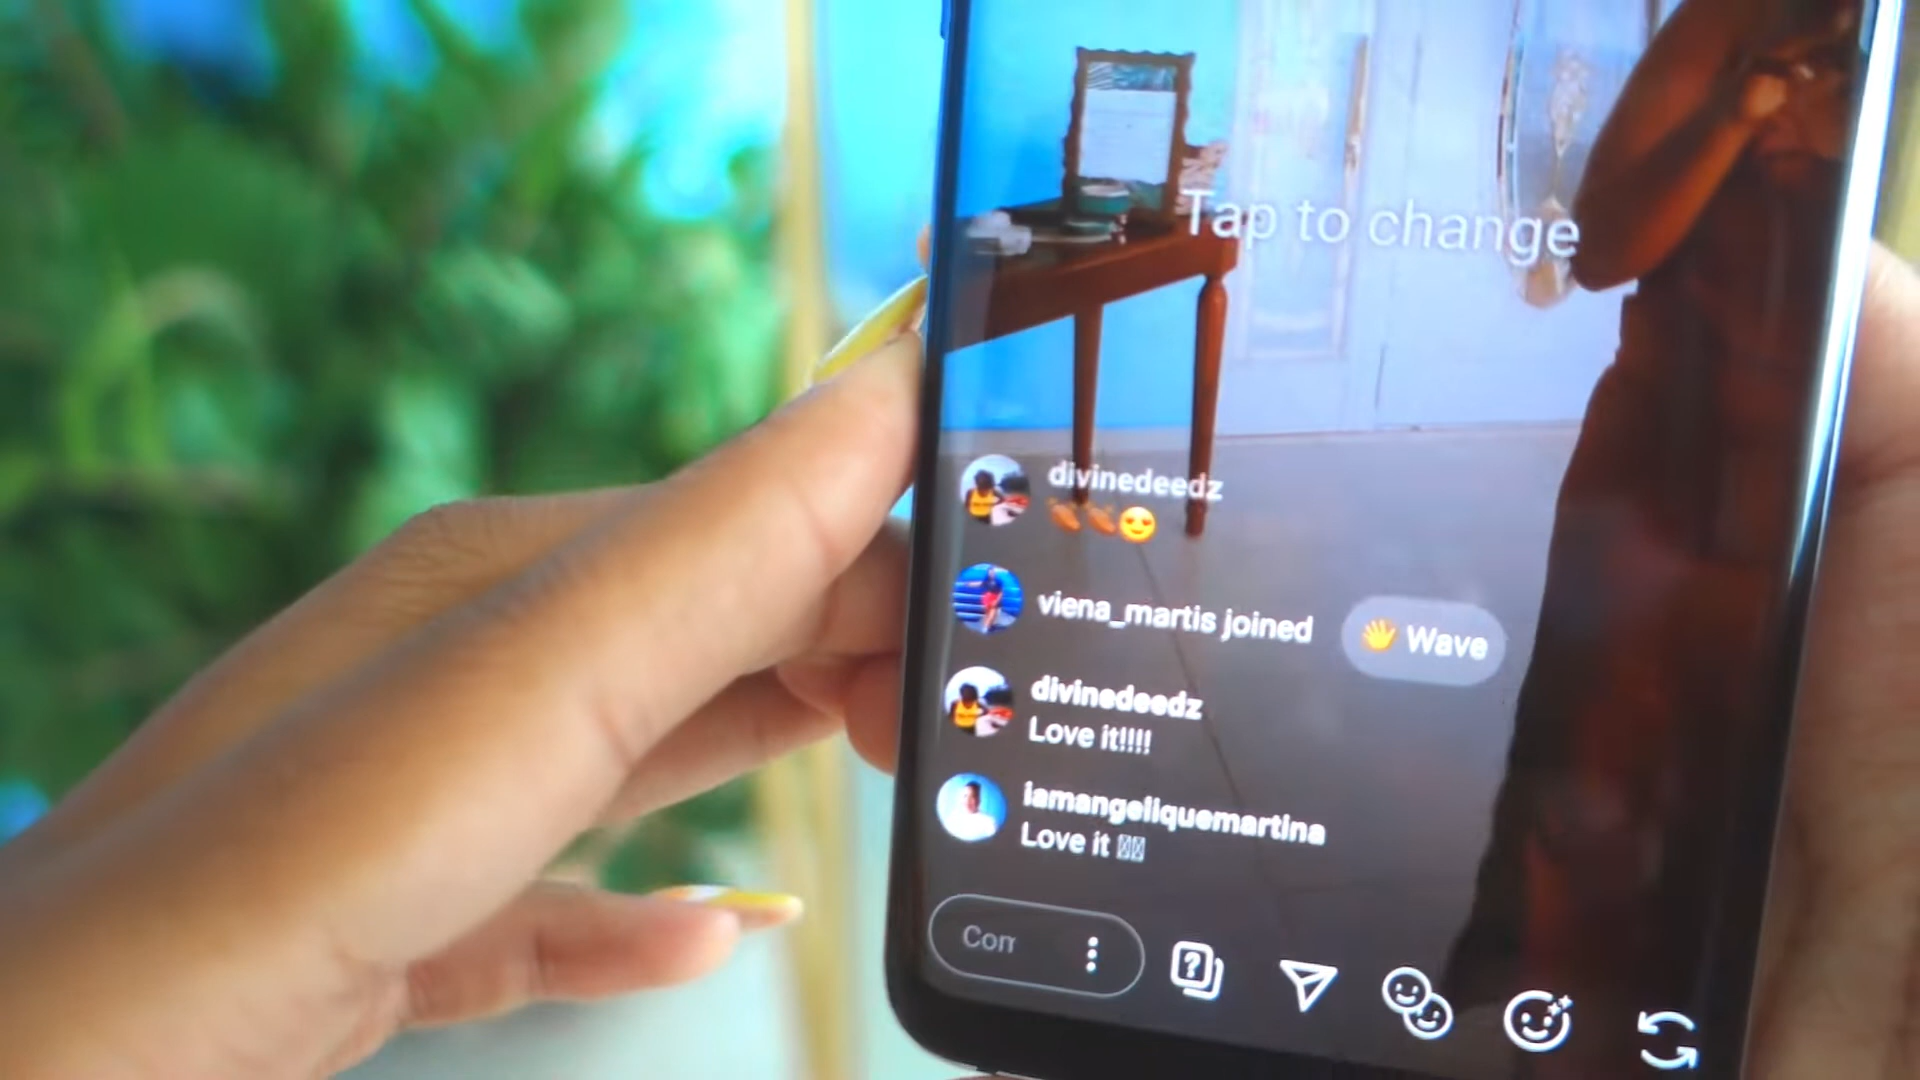 Tap to change
divinedeedz
👏👏😍
viena_martis joined
👋 Wave
divinedeedz
Love it!!!!
iamangeliquemartina
Love it
Com
?